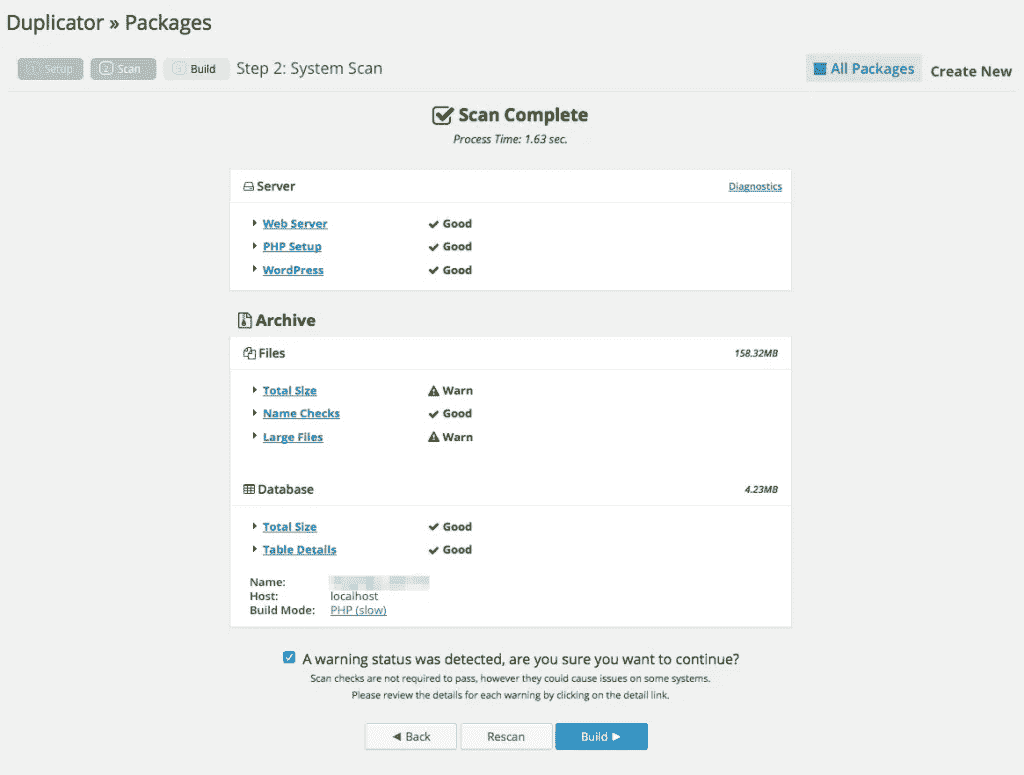 Duplicator » Packages
1 Setup 2 Scan 3 Build Step 2: System Scan All Packages Create New
Scan Complete
Process Time: 1.63 sec.
Server Diagnostics
Web Server Good
PHP Setup Good
WordPress Good
Archive
Files 158.32MB
Total Size Warn
Name Checks Good
Large Files Warn
Database 4.23MB
Total Size Good
Table Details Good
Name:
Host: localhost
Build Mode: PHP (slow)
A warning status was detected, are you sure you want to continue?
Scan checks are not required to pass, however they could cause issues on some systems.
Please review the details for each warning by clicking on the detail link.
◀ Back Rescan Build ▶